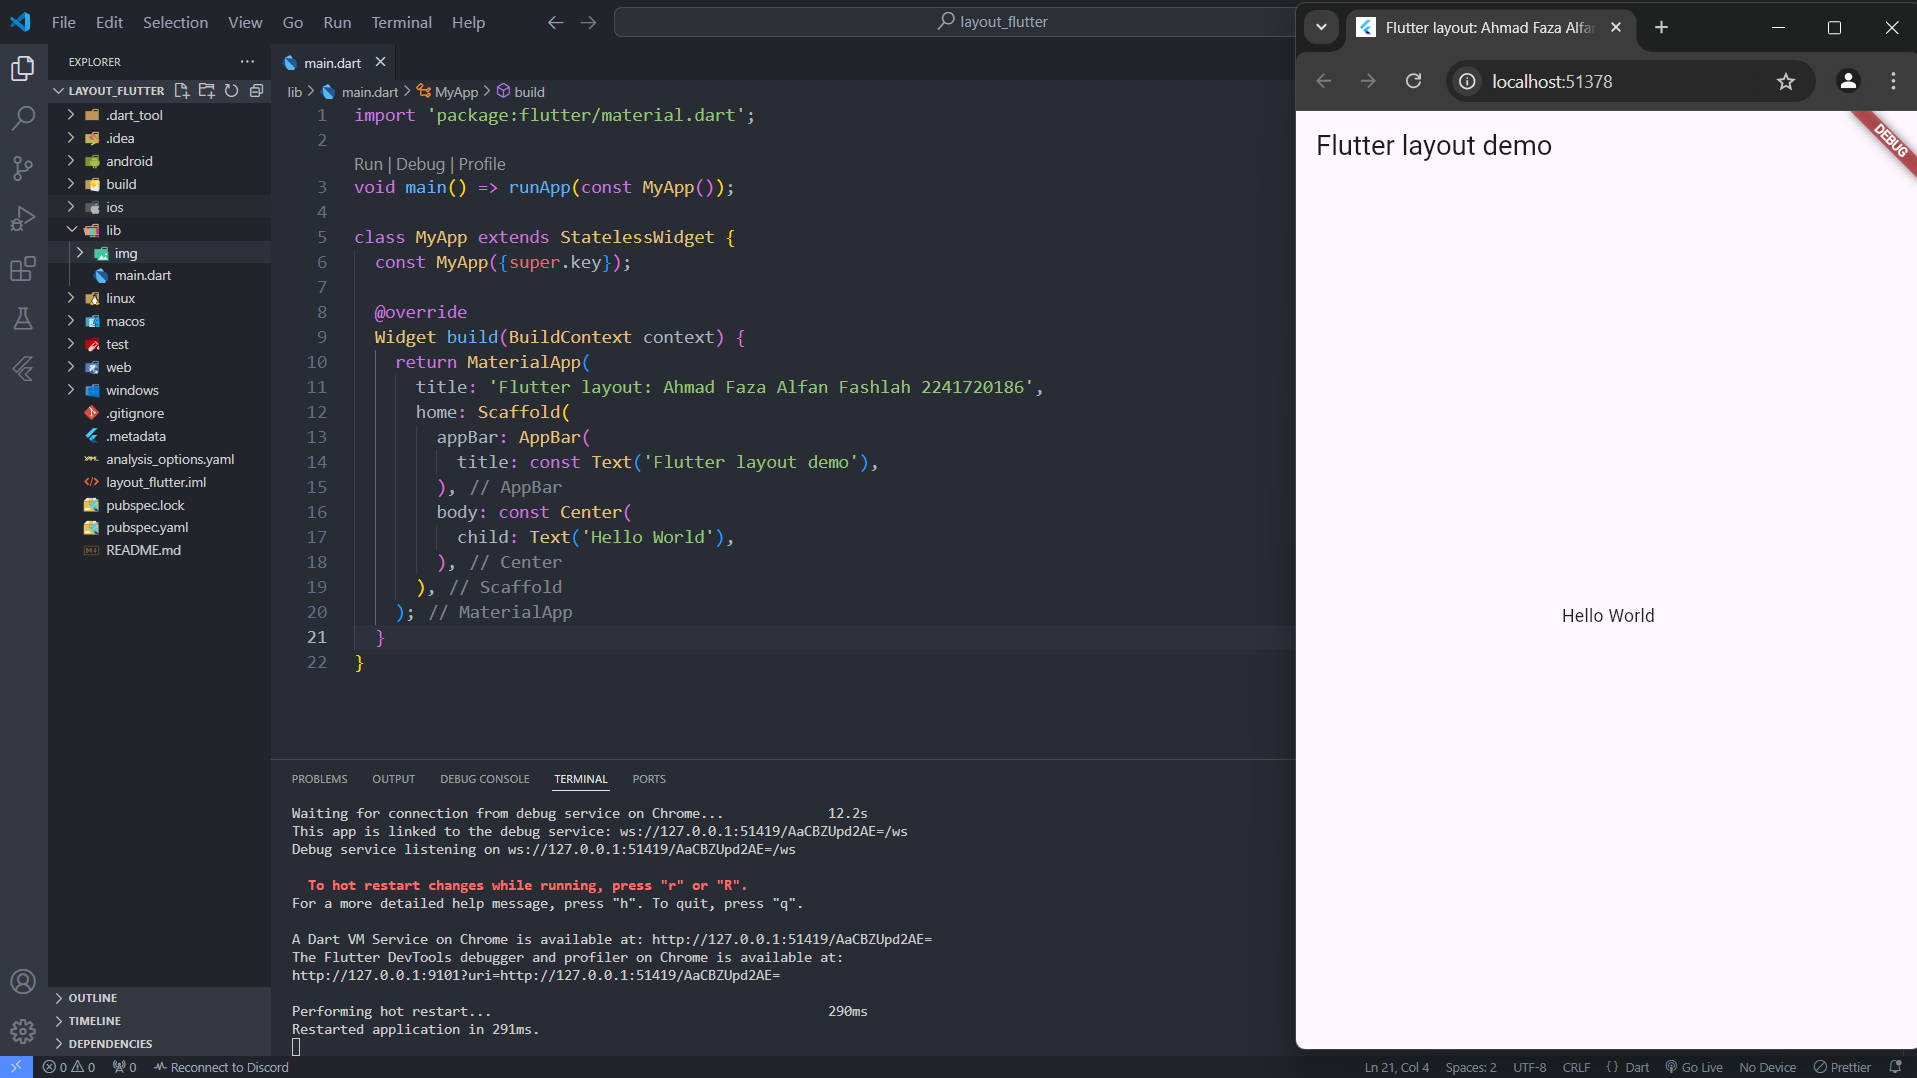 File Edit Selection View Go Run Terminal Help
layout_flutter
EXPLORER
LAYOUT_FLUTTER
.dart_tool
.idea
android
build
ios
lib
img
main.dart
linux
macos
test
web
windows
.gitignore
.metadata
analysis_options.yaml
layout_flutter.iml
pubspec.lock
pubspec.yaml
README.md
OUTLINE
TIMELINE
DEPENDENCIES
main.dart
lib > main.dart > MyApp > build
1 import 'package:flutter/material.dart';
2
Run | Debug | Profile
3 void main() => runApp(const MyApp());
4
5 class MyApp extends StatelessWidget {
6 const MyApp({super.key});
7
8 @override
9 Widget build(BuildContext context) {
10 return MaterialApp(
11 title: 'Flutter layout: Ahmad Faza Alfan Fashlah 2241720186',
12 home: Scaffold(
13 appBar: AppBar(
14 title: const Text('Flutter layout demo'),
15 ), // AppBar
16 body: const Center(
17 child: Text('Hello World'),
18 ), // Center
19 ), // Scaffold
20 ); // MaterialApp
21 }
22 }
PROBLEMS OUTPUT DEBUG CONSOLE TERMINAL PORTS
Waiting for connection from debug service on Chrome... 12.2s
This app is linked to the debug service: ws://127.0.0.1:51419/AaCBZUpd2AE=/ws
Debug service listening on ws://127.0.0.1:51419/AaCBZUpd2AE=/ws
To hot restart changes while running, press "r" or "R".
For a more detailed help message, press "h". To quit, press "q".
A Dart VM Service on Chrome is available at: http://127.0.0.1:51419/AaCBZUpd2AE=
The Flutter DevTools debugger and profiler on Chrome is available at:
http://127.0.0.1:9101?uri=http://127.0.0.1:51419/AaCBZUpd2AE=
Performing hot restart... 290ms
Restarted application in 291ms.
Flutter layout: Ahmad Faza Alfa
localhost:51378
Flutter layout demo
DEBUG
Hello World
0 0 0 Reconnect to Discord
Ln 21, Col 4 Spaces: 2 UTF-8 CRLF { } Dart Go Live No Device Prettier